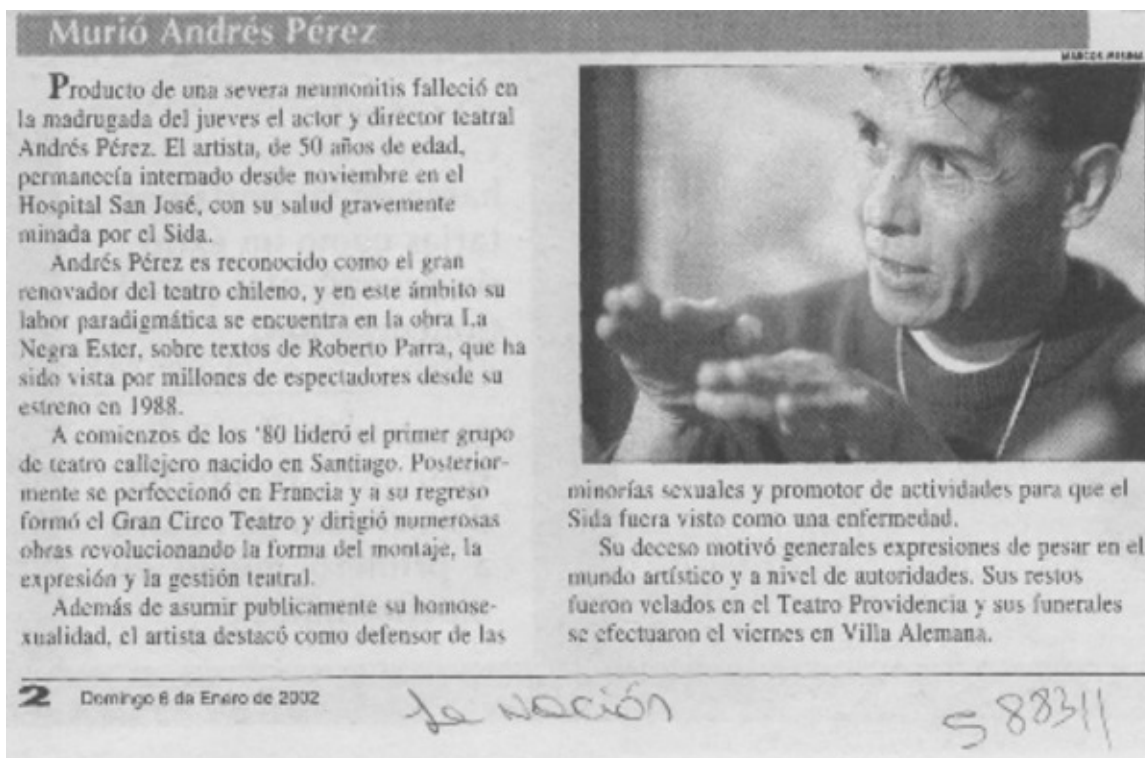 Murió Andrés Pérez
Producto de una severa neumonitis falleció en
la madrugada del jueves el actor y director teatral
Andrés Pérez. El artista, de 50 años de edad,
permanecía internado desde noviembre en el
Hospital San José, con su salud gravemente
minada por el Sida.
Andrés Pérez es reconocido como el gran
renovador del teatro chileno, y en este ámbito su
labor paradigmática se encuentra en la obra La
Negra Ester, sobre textos de Roberto Parra, que ha
sido vista por millones de espectadores desde su
estreno en 1988.
A comienzos de los '80 lideró el primer grupo
de teatro callejero nacido en Santiago. Posterior-
mente se perfeccionó en Francia y a su regreso
formó el Gran Circo Teatro y dirigió numerosas
obras revolucionando la forma del montaje, la
expresión y la gestión teatral.
Además de asumir publicamente su homose-
xualidad, el artista destacó como defensor de las
MARCOS
minorías sexuales y promotor de actividades para que el
Sida fuera visto como una enfermedad.
Su deceso motivó generales expresiones de pesar en el
mundo artístico y a nivel de autoridades. Sus restos
fueron velados en el Teatro Providencia y sus funerales
se efectuaron el viernes en Villa Alemana.
2 Domingo 6 de Enero de 2002
La Nación
588311